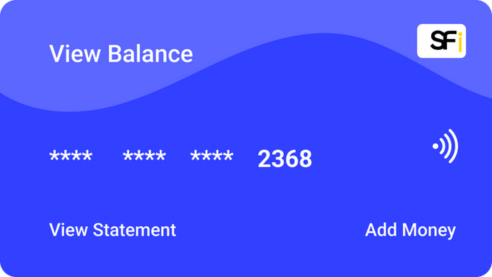 View Balance
SFi
**** **** **** 2368
View Statement
Add Money